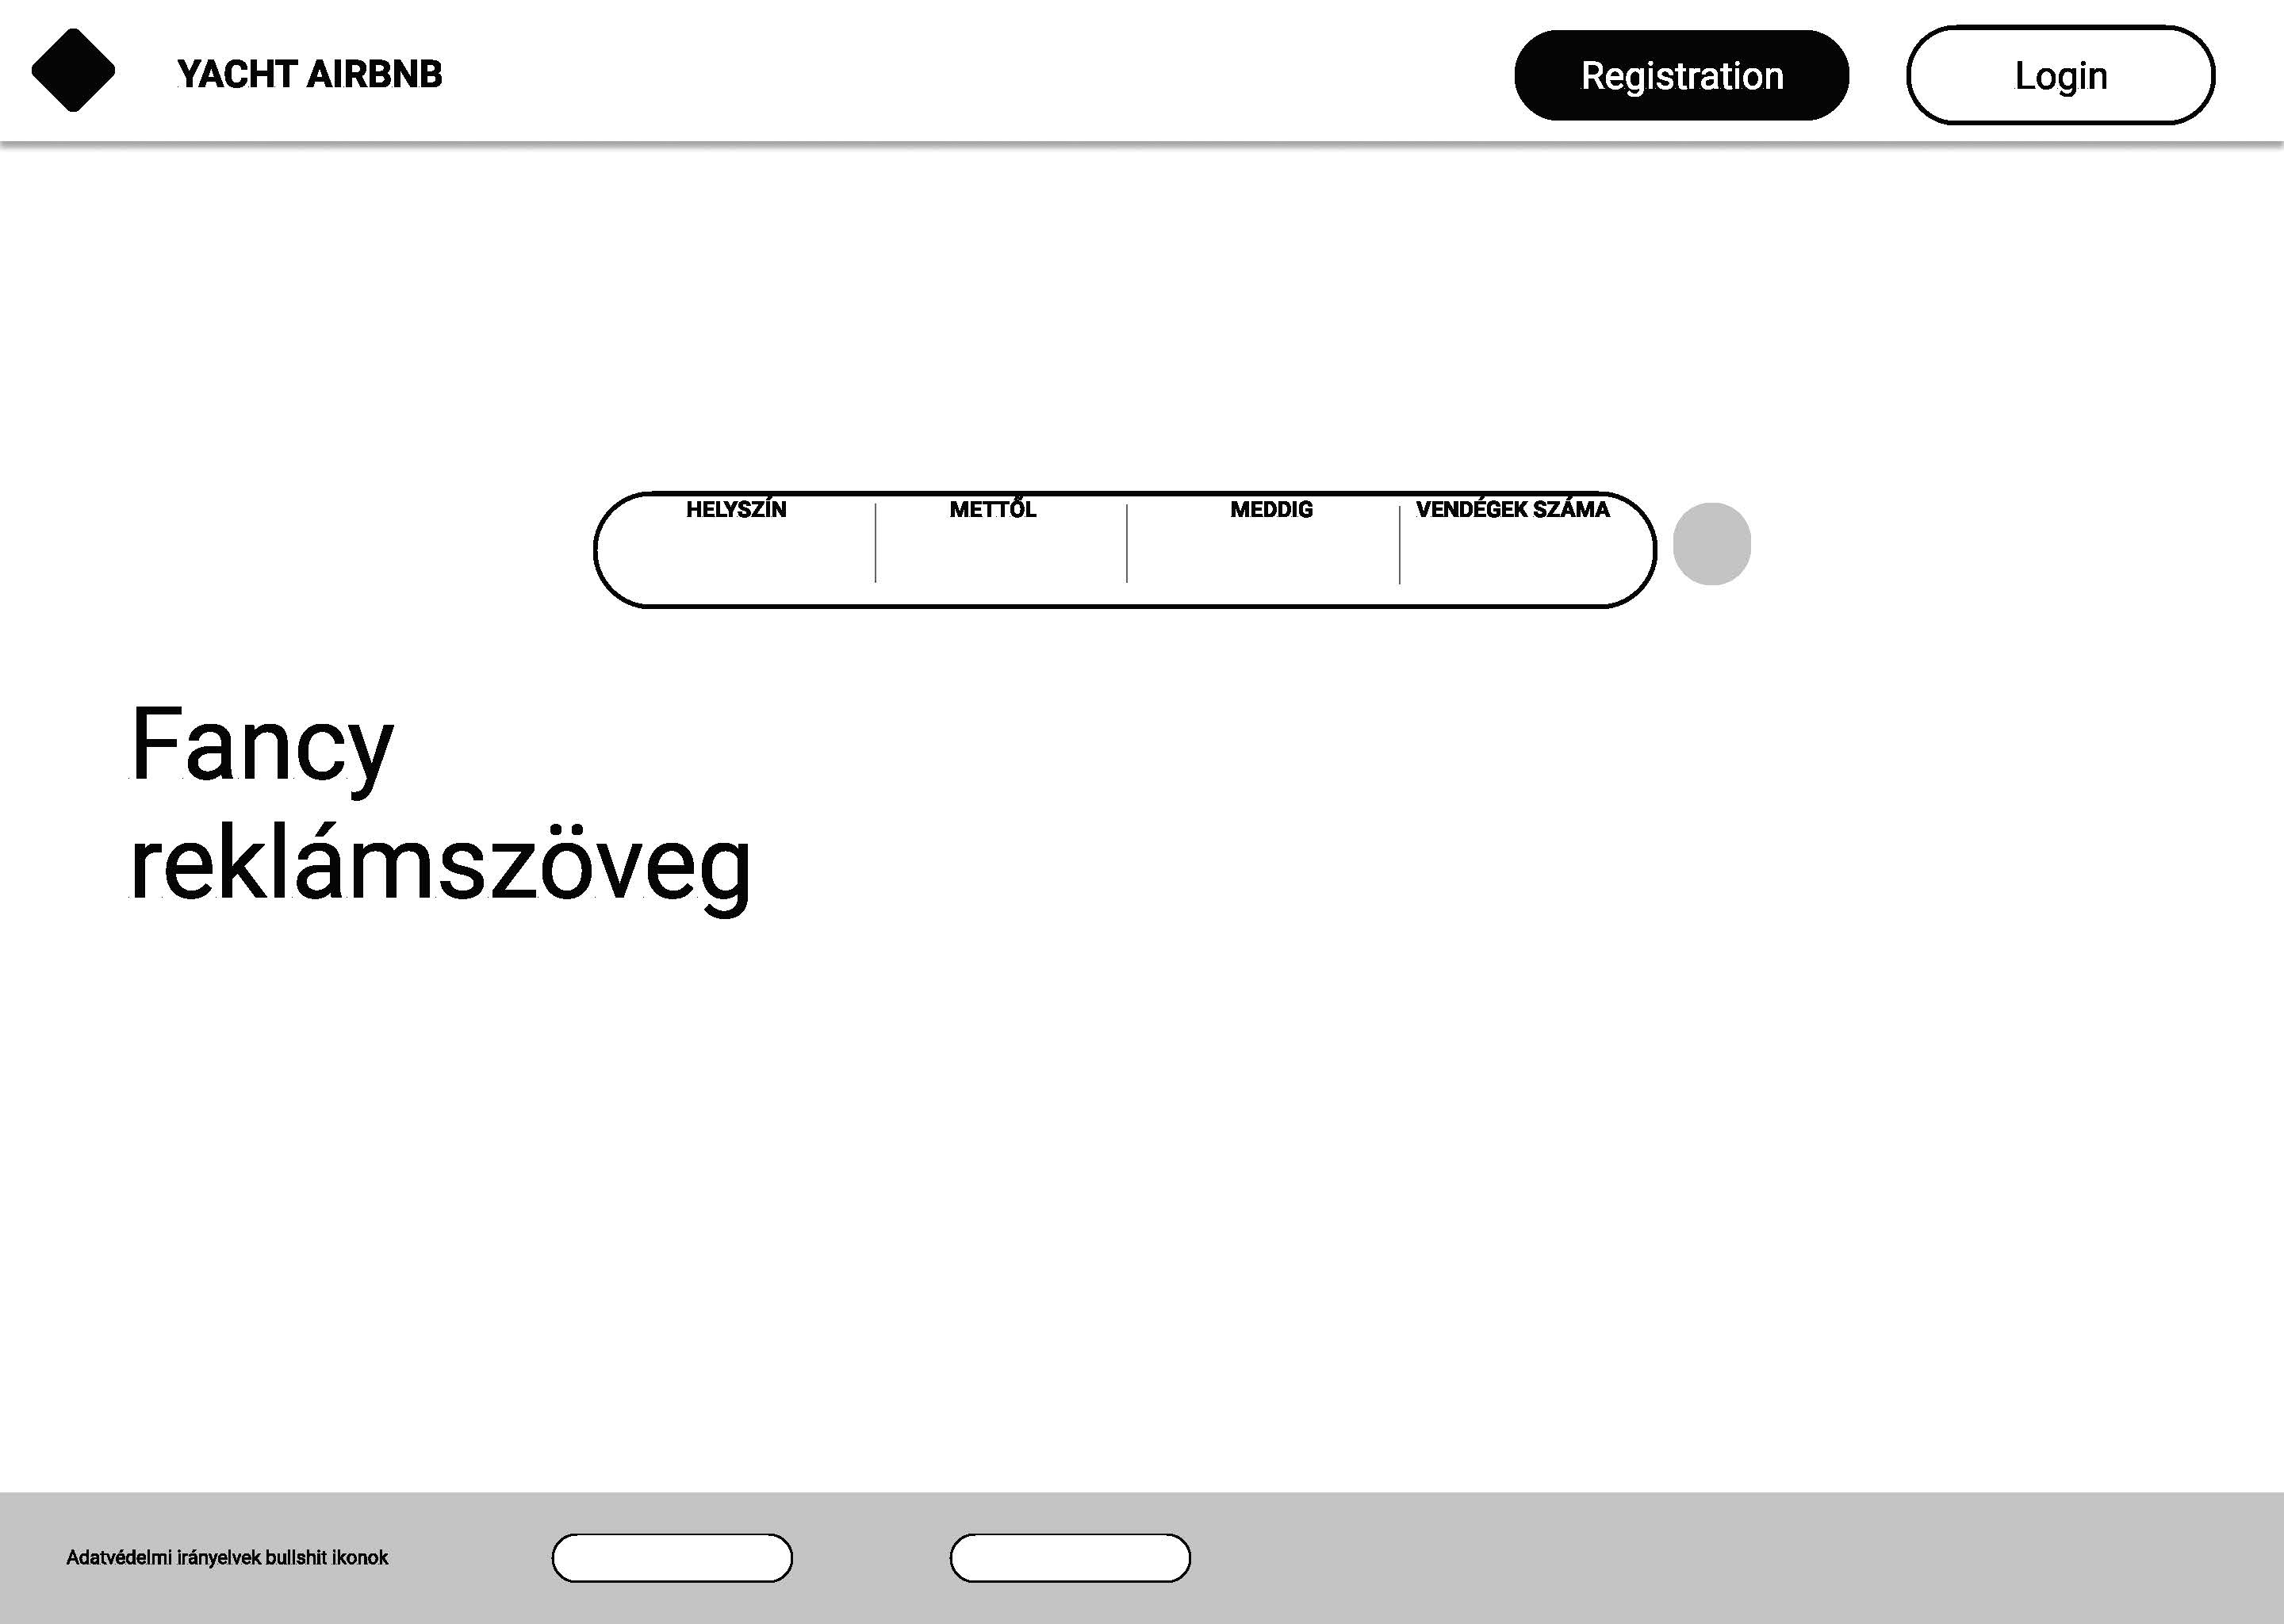 YACHT AIRBNB
Registration
Login
HELYSZÍN
METTŐL
MEDDIG
VENDÉGEK SZÁMA
Fancy
reklámszöveg
Adatvédelmi irányelvek bullshit ikonok